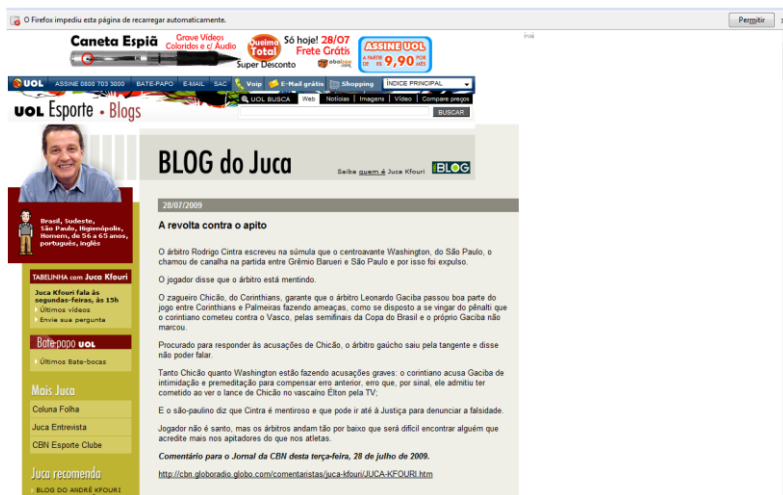 O Firefox impediu esta página de recarregar automaticamente.
Permitir
Caneta Espiã
Grave Vídeos
Coloridos e c/ Áudio
Queima
Total
Super Desconto
Só hoje! 28/07
Frete Grátis
ASSINE UOL
A PARTIR
DE R$ 9,90 POR
MÊS
UOL ASSINE 0800 703 3000 BATE-PAPO E-MAIL SAC Voip E-Mail grátis Shopping ÍNDICE PRINCIPAL
UOL BUSCA Web Notícias Imagens Vídeo Compare preços
BUSCAR
UOL Esporte • Blogs
BLOG do Juca
Saiba quem é Juca Kfouri
BLOG
Brasil, Sudeste,
São Paulo, Higienópolis,
Homem, de 56 a 65 anos,
português, inglês
TABELINHA com Juca Kfouri
Juca Kfouri fala às
segundas-feiras, às 15h
Últimos vídeos
Envie sua pergunta
Bate-papo UOL
Últimos Bate-bocas
Mais Juca
Coluna Folha
Juca Entrevista
CBN Esporte Clube
Juca recomenda
BLOG DO ANDRÉ KFOURI
28/07/2009
A revolta contra o apito
O árbitro Rodrigo Cintra escreveu na súmula que o centroavante Washington, do São Paulo, o
chamou de canalha na partida entre Grêmio Barueri e São Paulo e por isso foi expulso.
O jogador disse que o árbitro está mentindo.
O zagueiro Chicão, do Corinthians, garante que o árbitro Leonardo Gaciba passou boa parte do
jogo entre Corinthians e Palmeiras fazendo ameaças, como se disposto a se vingar do pênalti que
o corintiano cometeu contra o Vasco, pelas semifinais da Copa do Brasil e o próprio Gaciba não
marcou.
Procurado para responder às acusações de Chicão, o árbitro gaúcho saiu pela tangente e disse
não poder falar.
Tanto Chicão quanto Washington estão fazendo acusações graves: o corintiano acusa Gaciba de
intimidação e premeditação para compensar erro anterior, erro que, por sinal, ele admitiu ter
cometido ao ver o lance de Chicão no vascaíno Élton pela TV;
E o são-paulino diz que Cintra é mentiroso e que pode ir até à Justiça para denunciar a falsidade.
Jogador não é santo, mas os árbitros andam tão por baixo que será difícil encontrar alguém que
acredite mais nos apitadores do que nos atletas.
Comentário para o Jornal da CBN desta terça-feira, 28 de julho de 2009.
http://cbn.globoradio.globo.com/comentaristas/juca-kfouri/JUCA-KFOURI.htm